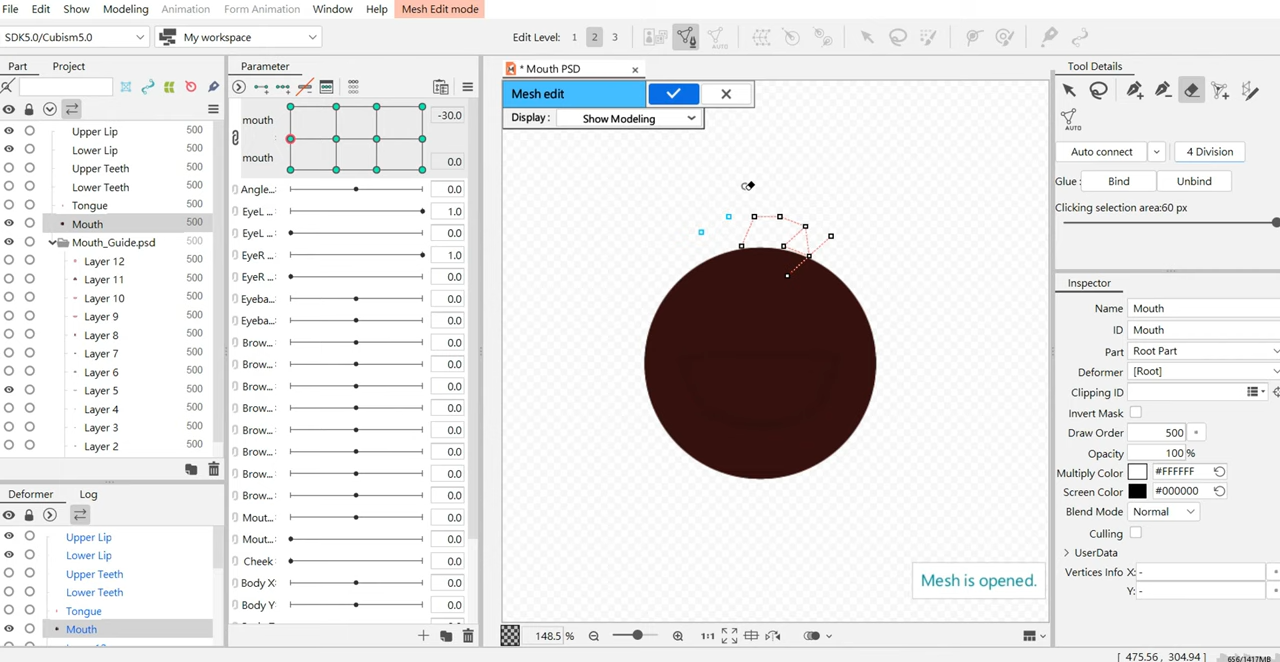 File Edit Show Modeling Animation Form Animation Window Help Mesh Edit mode
SDK5.0/Cubism5.0 My workspace Edit Level: 1 2 3
Part Project
Upper Lip 500
Lower Lip 500
Upper Teeth 500
Lower Teeth 500
Tongue 500
Mouth 500
Mouth_Guide.psd 500
Layer 12 500
Layer 11 500
Layer 10 500
Layer 9 500
Layer 8 500
Layer 7 500
Layer 6 500
Layer 5 500
Layer 4 500
Layer 3 500
Layer 2 500
Deformer Log
Upper Lip
Lower Lip
Upper Teeth
Lower Teeth
Tongue
Mouth
Parameter
mouth -30.0
mouth 0.0
Angle... 0.0
EyeL ... 1.0
EyeL ... 0.0
EyeR ... 1.0
EyeR ... 0.0
Eyeba... 0.0
Eyeba... 0.0
Brow... 0.0
Brow... 0.0
Brow... 0.0
Brow... 0.0
Brow... 0.0
Brow... 0.0
Brow... 0.0
Brow... 0.0
Mout... 0.0
Mout... 0.0
Cheek 0.0
Body X 0.0
Body Y 0.0
* Mouth PSD
Mesh edit
Display: Show Modeling
Mesh is opened.
148.5 % 1:1
Tool Details
AUTO
Auto connect 4 Division
Glue : Bind Unbind
Clicking selection area:60 px
Inspector
Name Mouth
ID Mouth
Part Root Part
Deformer [Root]
Clipping ID
Invert Mask
Draw Order 500
Opacity 100 %
Multiply Color #FFFFFF
Screen Color #000000
Blend Mode Normal
Culling
> UserData
Vertices Info X: -
Y: -
[ 475.56, 304.94 ] 656/1417MB